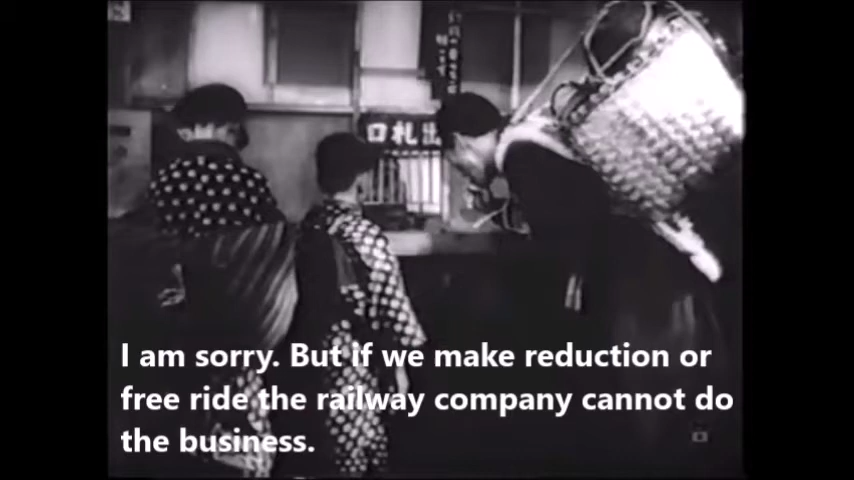 口札出
I am sorry. But if we make reduction or
free ride the railway company cannot do
the business.